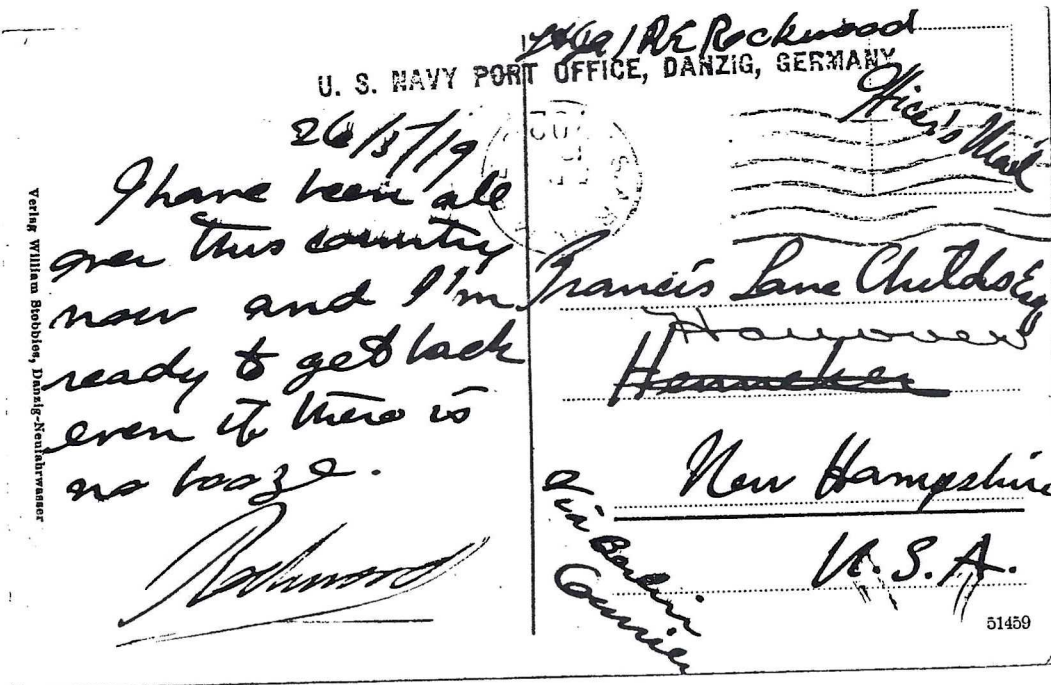 R E Rockwood
U. S. NAVY PORT OFFICE, DANZIG, GERMANY
Officer's Mail
26/5/19
I have been all
over this country
now and I'm
ready to get back
even if there is
no booze.
Rockwood
Francis Lane Childs Esq
Hanover
Henneker
New Hampshire
U.S.A.
Via Berlin
Courier
51459
Verlag William Stobbies, Danzig-Neufahrwasser